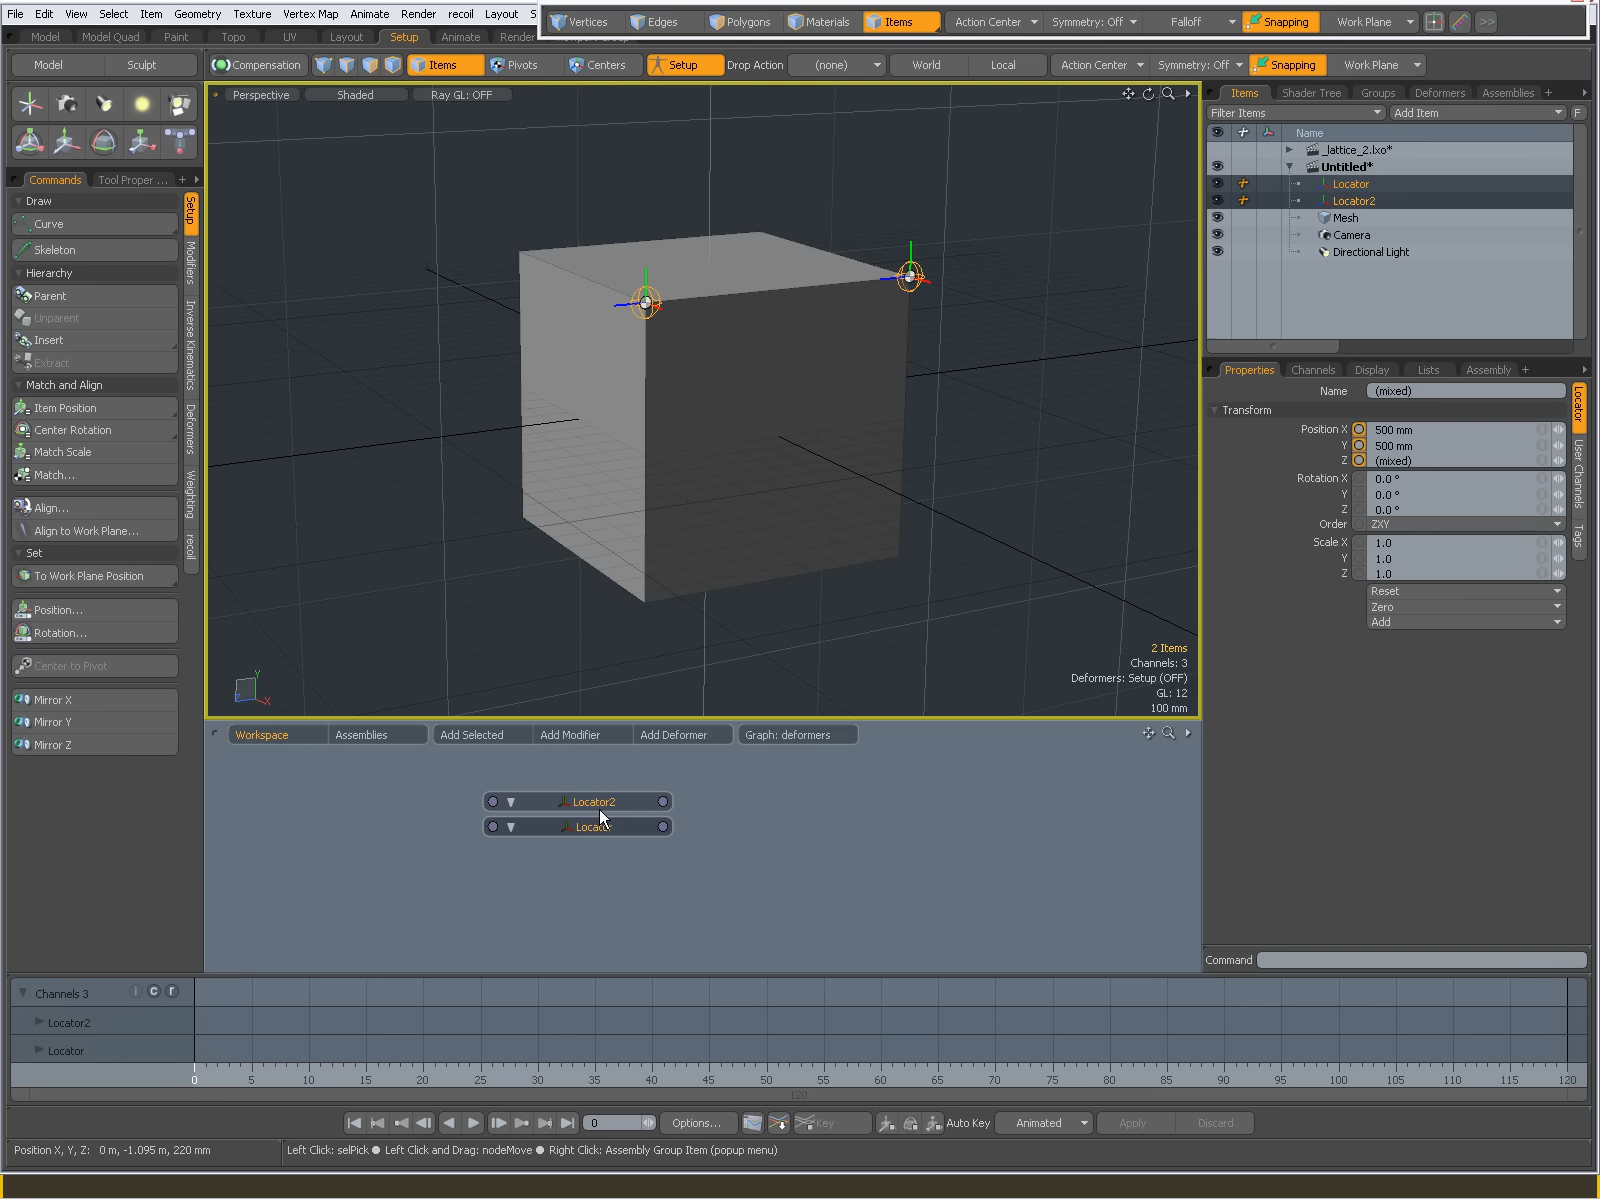 File Edit View Select Item Geometry Texture Vertex Map Animate Render recoil Layout S
Vertices Edges Polygons Materials Items Action Center Symmetry: Off Falloff Snapping Work Plane >>
Model Model Quad Paint Topo UV Layout Setup Animate Render
Model Sculpt Compensation Items Pivots Centers Setup Drop Action (none) World Local Action Center Symmetry: Off Snapping Work Plane
Perspective Shaded Ray GL: OFF
Items Shader Tree Groups Deformers Assemblies +
Filter Items Add Item F
Name
_lattice_2.lxo*
Untitled*
Locator
Locator2
Mesh
Camera
Directional Light
Commands Tool Proper ... +
Draw
Curve
Skeleton
Hierarchy
Parent
Unparent
Insert
Extract
Match and Align
Item Position
Center Rotation
Match Scale
Match...
Align...
Align to Work Plane...
Set
To Work Plane Position
Position...
Rotation...
Center to Pivot
Mirror X
Mirror Y
Mirror Z
Setup
Modifiers
Inverse Kinematics
Deformers
Weighting
recoil
Y
X
Z
2 Items
Channels: 3
Deformers: Setup (OFF)
GL: 12
100 mm
Properties Channels Display Lists Assembly +
Name (mixed)
Transform
Position X 500 mm
Y 500 mm
Z (mixed)
Rotation X 0.0 °
Y 0.0 °
Z 0.0 °
Order ZXY
Scale X 1.0
Y 1.0
Z 1.0
Reset
Zero
Add
Locator
User Channels
Tags
Workspace Assemblies Add Selected Add Modifier Add Deformer Graph: deformers
Locator2
Command
Channels 3 i c r
Locator2
Locator
0 5 10 15 20 25 30 35 40 45 50 55 60 65 70 75 80 85 90 95 100 105 110 115 120
120
0 Options... Key Auto Key Animated Apply Discard
Position X, Y, Z: 0 m, -1.095 m, 220 mm Left Click: selPick ● Left Click and Drag: nodeMove ● Right Click: Assembly Group Item (popup menu)